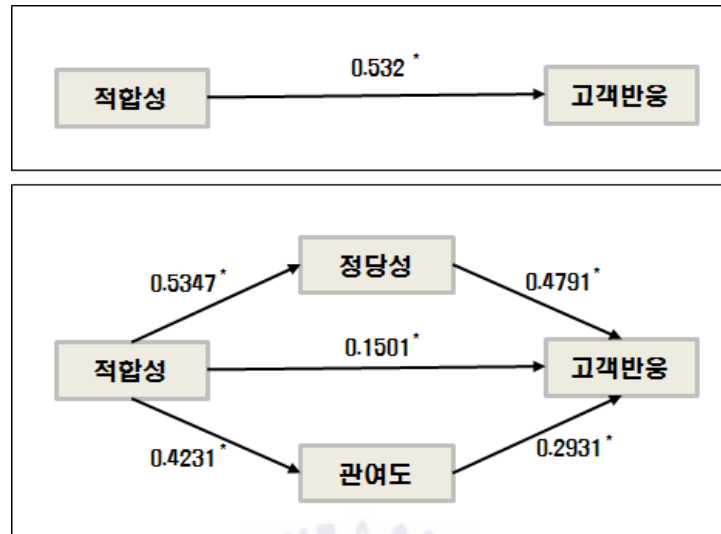 0.532 *
적합성
고객반응
정당성
0.5347 *
0.4791 *
0.1501 *
적합성
고객반응
0.4231 *
0.2931 *
관여도